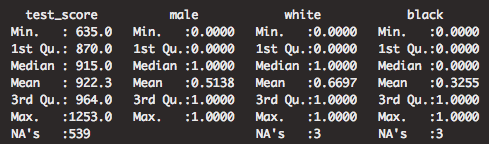 test_score          male            white            black
Min.   : 635.0   Min.   :0.0000   Min.   :0.0000   Min.   :0.0000
1st Qu.: 870.0   1st Qu.:0.0000   1st Qu.:0.0000   1st Qu.:0.0000
Median : 915.0   Median :1.0000   Median :1.0000   Median :0.0000
Mean   : 922.3   Mean   :0.5138   Mean   :0.6697   Mean   :0.3255
3rd Qu.: 964.0   3rd Qu.:1.0000   3rd Qu.:1.0000   3rd Qu.:1.0000
Max.   :1253.0   Max.   :1.0000   Max.   :1.0000   Max.   :1.0000
NA's   :539                       NA's   :3        NA's   :3